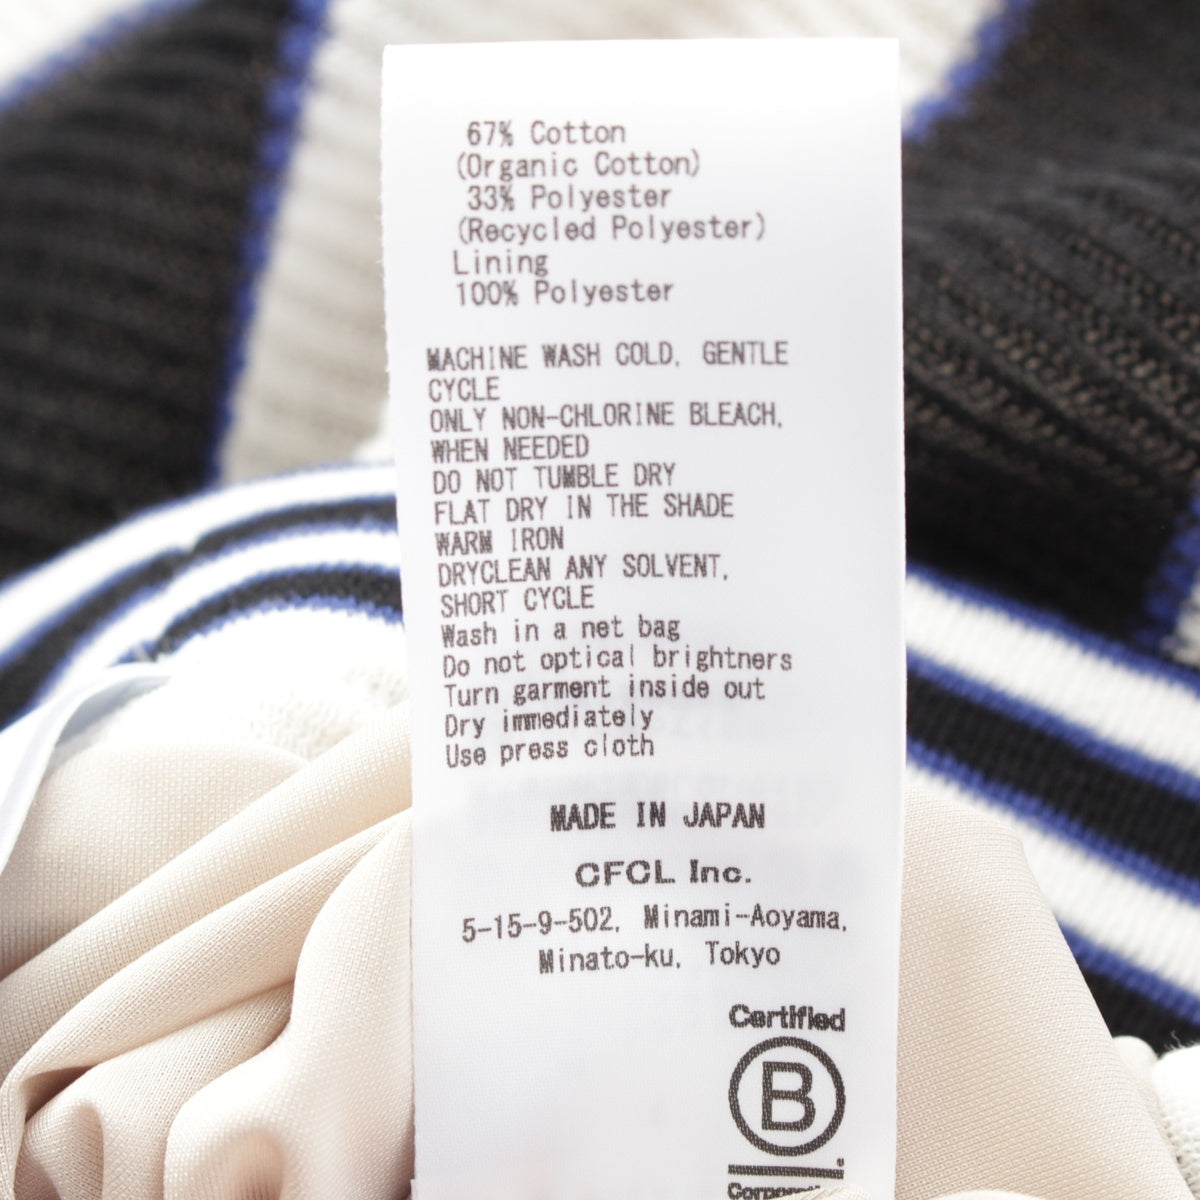 67% Cotton
(Organic Cotton)
33% Polyester
(Recycled Polyester)
Lining
100% Polyester
MACHINE WASH COLD, GENTLE
CYCLE
ONLY NON-CHLORINE BLEACH,
WHEN NEEDED
DO NOT TUMBLE DRY
FLAT DRY IN THE SHADE
WARM IRON
DRYCLEAN ANY SOLVENT,
SHORT CYCLE
Wash in a net bag
Do not optical brightners
Turn garment inside out
Dry immediately
Use press cloth
MADE IN JAPAN
CFCL Inc.
5-15-9-502, Minami-Aoyama,
Minato-ku, Tokyo
Certified
B